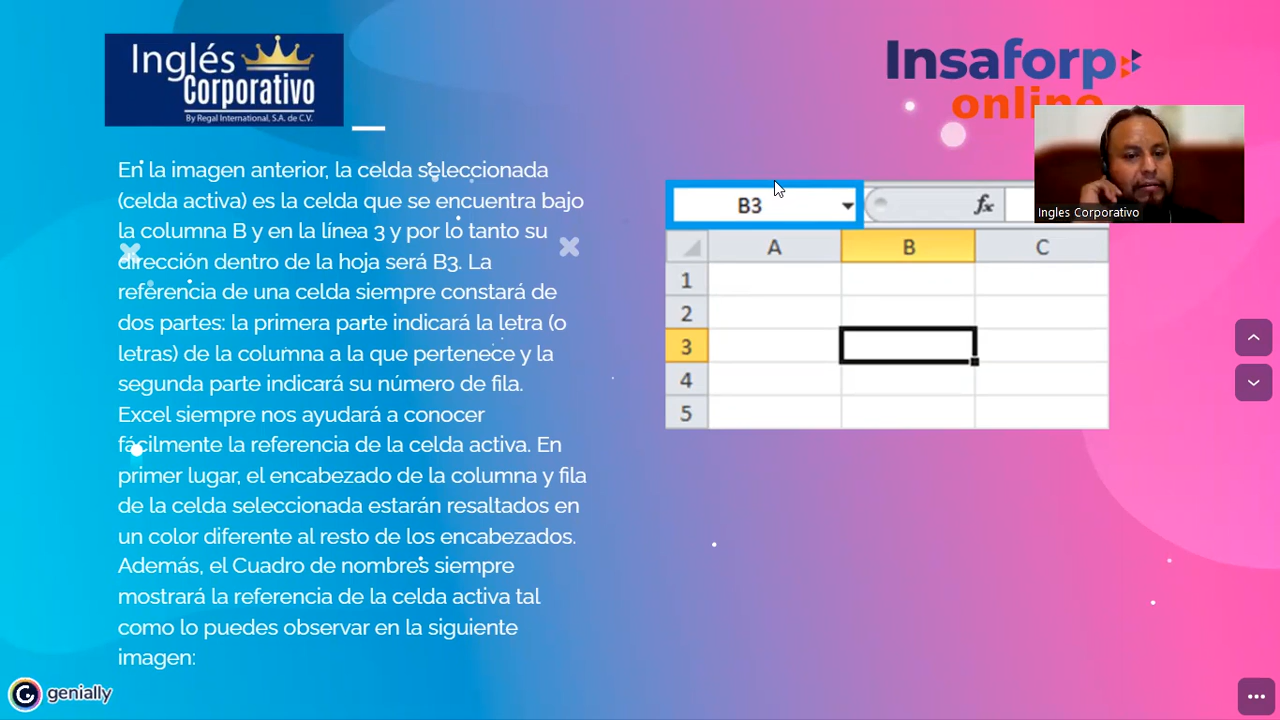 Inglés
Corporativo
By Regal International, S.A. de C.V.
Insaforp
online
Ingles Corporativo
En la imagen anterior, la celda seleccionada
(celda activa) es la celda que se encuentra bajo
la columna B y en la línea 3 y por lo tanto su
dirección dentro de la hoja será B3. La
referencia de una celda siempre constará de
dos partes: la primera parte indicará la letra (o
letras) de la columna a la que pertenece y la
segunda parte indicará su número de fila.
Excel siempre nos ayudará a conocer
fácilmente la referencia de la celda activa. En
primer lugar, el encabezado de la columna y fila
de la celda seleccionada estarán resaltados en
un color diferente al resto de los encabezados.
Además, el Cuadro de nombres siempre
mostrará la referencia de la celda activa tal
como lo puedes observar en la siguiente
imagen:
B3 fx
A B C
1
2
3
4
5
genially